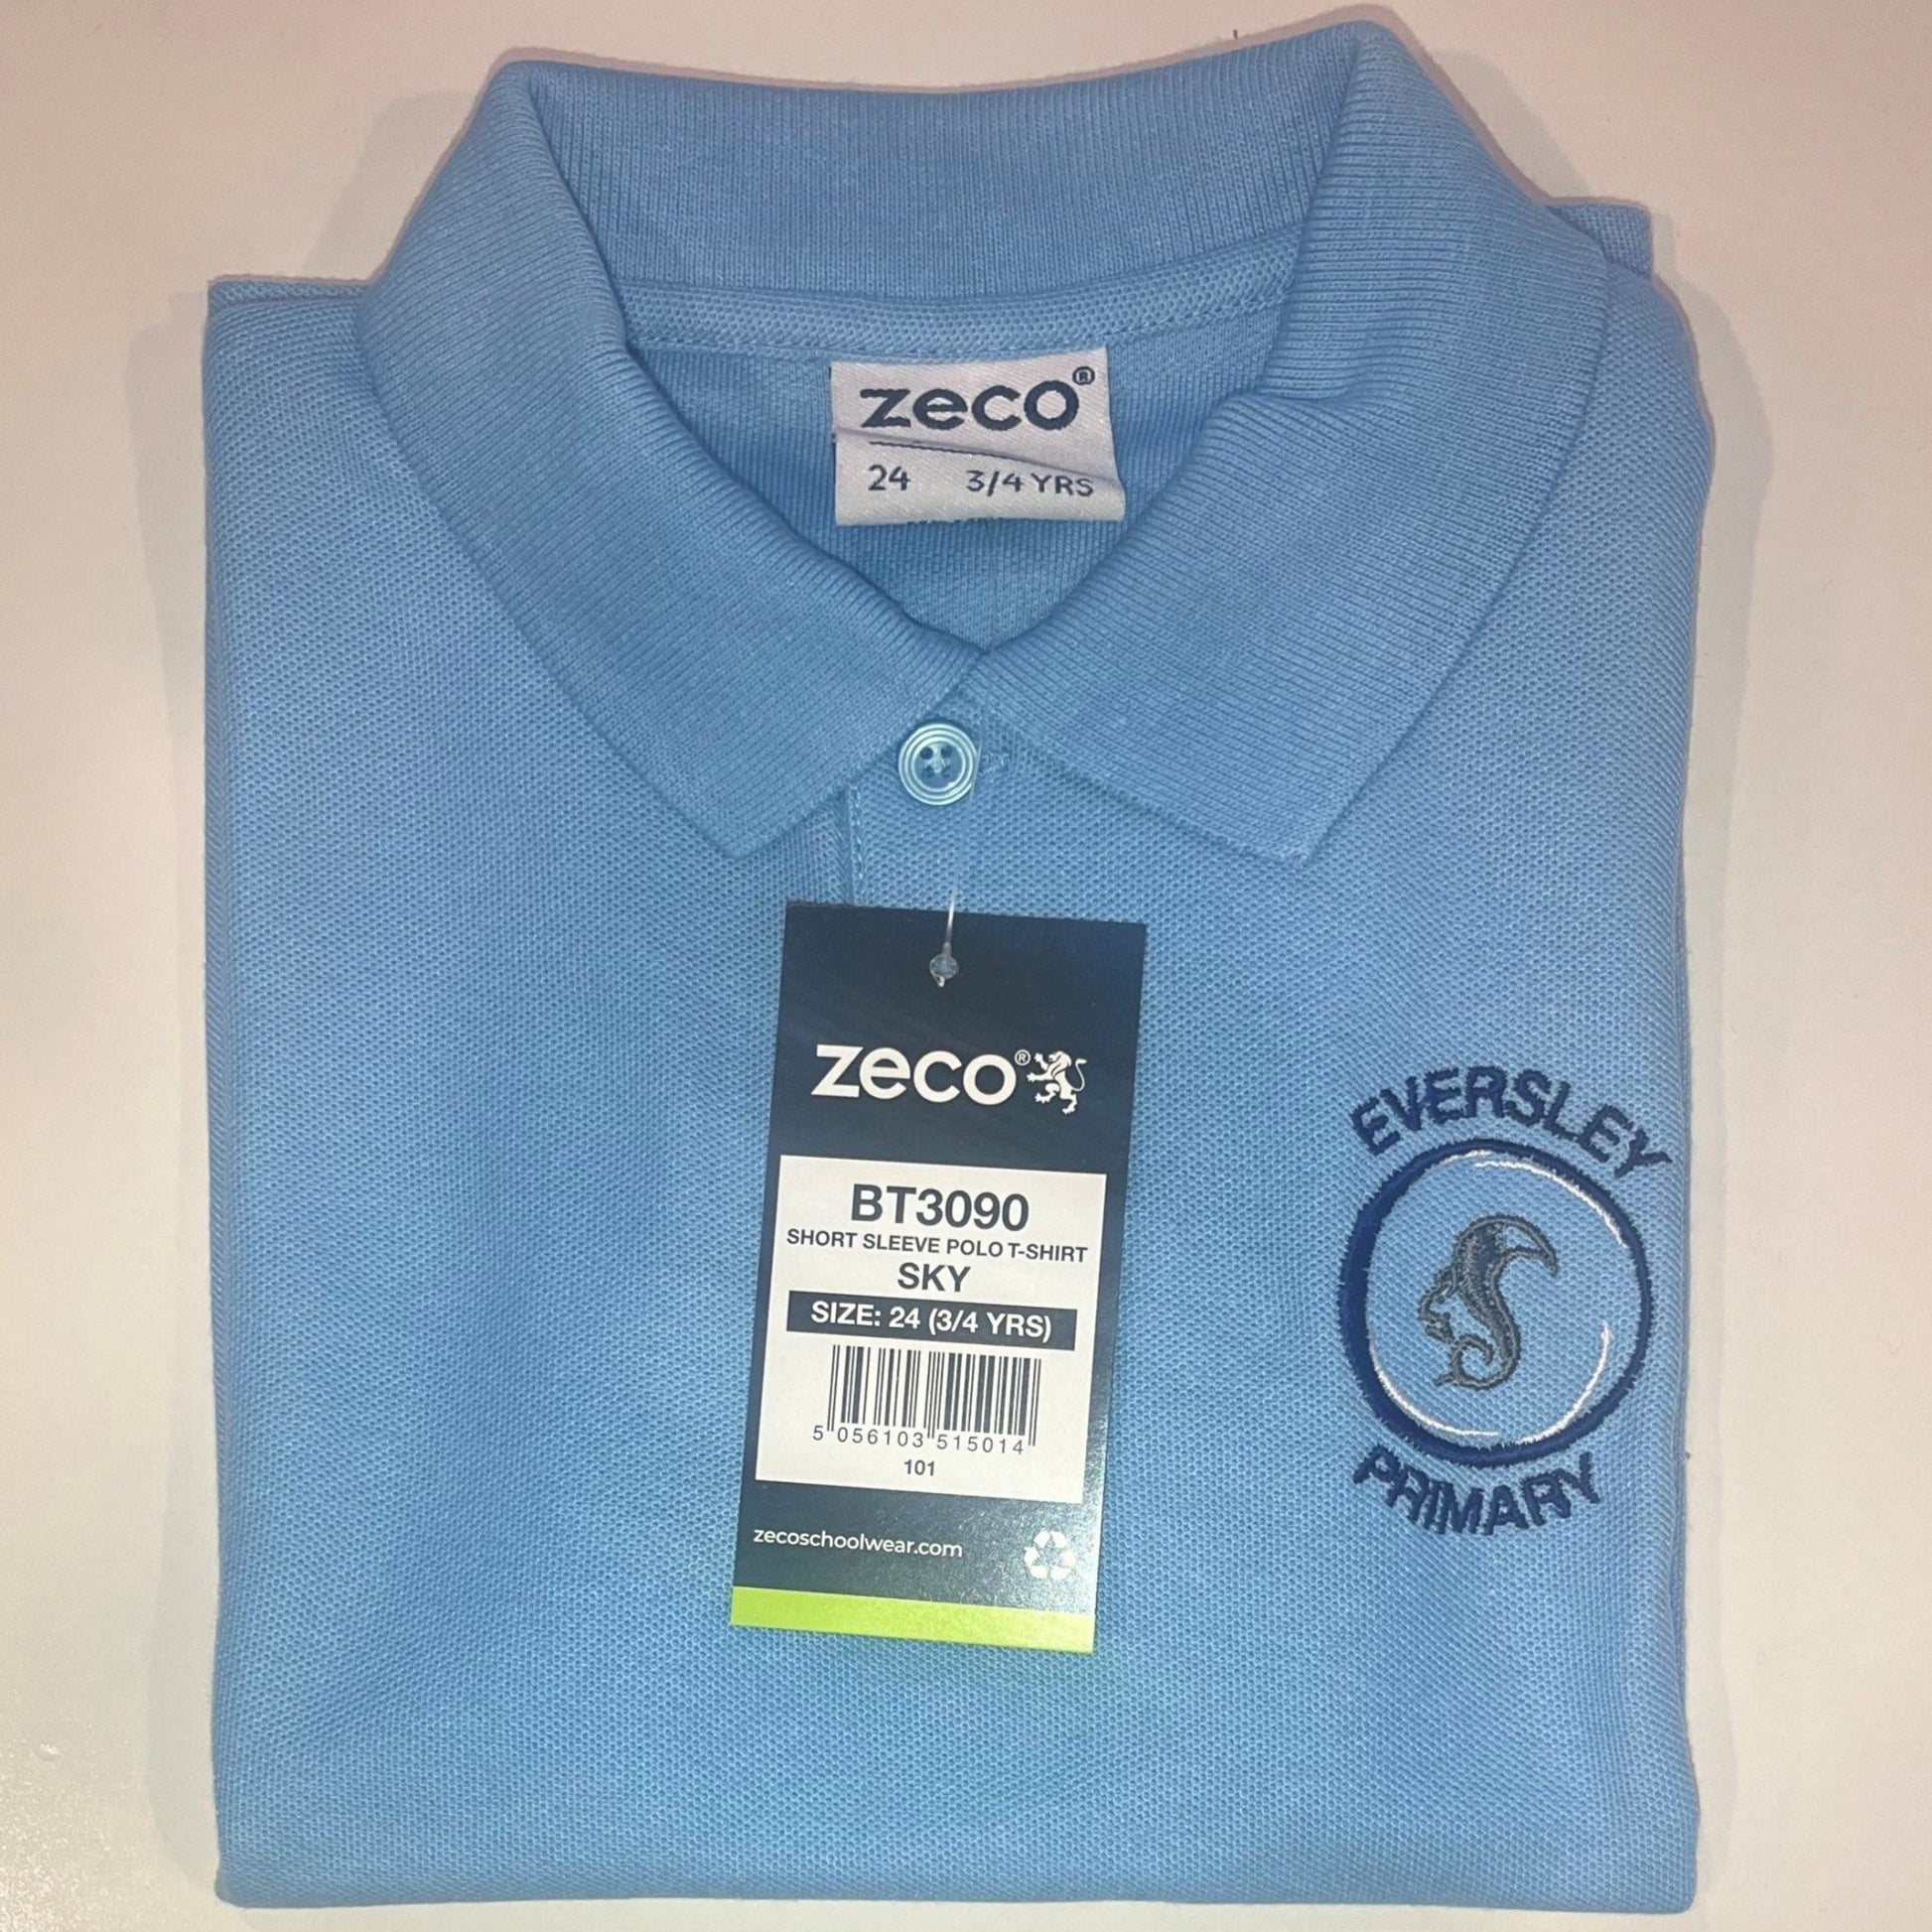 zeco®
24 3/4 YRS
zeco®
BT3090
SHORT SLEEVE POLO T-SHIRT
SKY
SIZE: 24 (3/4 YRS)
5 056103 515014
101
zecoschoolwear.com
EVERSLEY
PRIMARY